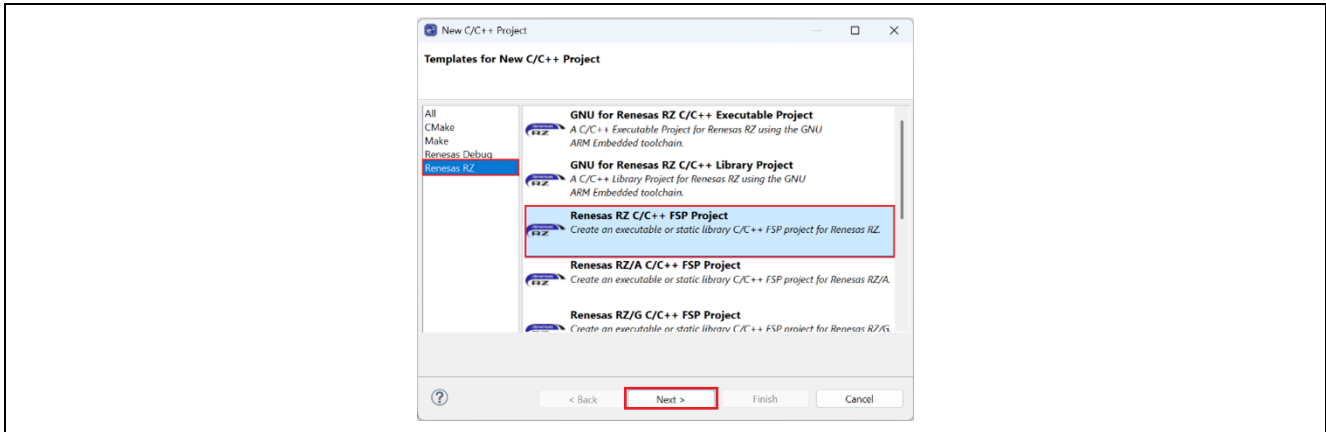 New C/C++ Project
Templates for New C/C++ Project
All
CMake
Make
Renesas Debug
Renesas RZ
GNU for Renesas RZ C/C++ Executable Project
A C/C++ Executable Project for Renesas RZ using the GNU
ARM Embedded toolchain.
GNU for Renesas RZ C/C++ Library Project
A C/C++ Library Project for Renesas RZ using the GNU
ARM Embedded toolchain.
Renesas RZ C/C++ FSP Project
Create an executable or static library C/C++ FSP project for Renesas RZ.
Renesas RZ/A C/C++ FSP Project
Create an executable or static library C/C++ FSP project for Renesas RZ/A.
Renesas RZ/G C/C++ FSP Project
Create an executable or static library C/C++ FSP project for Renesas RZ/G.
RZ
RZ
RZ
RZ
?
< Back
Next >
Finish
Cancel